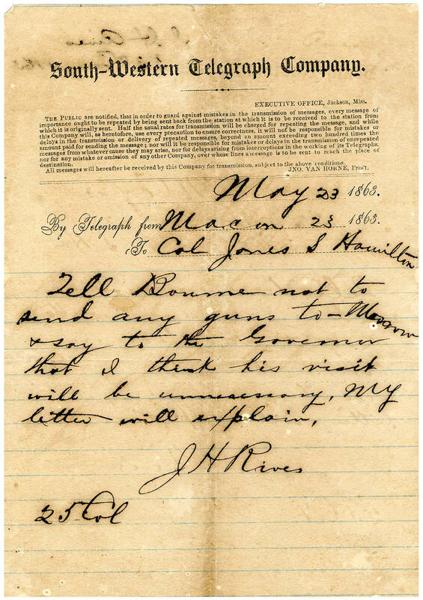 South-Western Telegraph Company.
EXECUTIVE OFFICE, Jackson, Miss.
THE PUBLIC are notified, that in order to guard against mistakes in the transmission of messages, every message of
importance ought to be repeated by being sent back from the station at which it is to be received to the station from
which it is originally sent. Half the usual rates for transmission will be charged for repeating the message, and while
this Company will, as heretofore, use every precaution to ensure correctness, it will not be responsible for mistakes or
delays in the transmission or delivery of repeated messages, beyond an amount exceeding two hundred times the
amount paid for sending the message; nor will it be responsible for mistakes or delays in the transmission of unrepeated
messages from whatever cause they may arise, nor for delays arising from interruptions in the working of its Telegraphs,
nor for any mistake or omission of any other Company, over whose lines a message is to be sent to reach the place of
destination.
All messages will hereafter be received by this Company for transmission, subject to the above conditions.
JNO. VAN HORNE, Prest.
May 23 1863.
By Telegraph from Macon 23 1863.
To Col Jones S Hamilton
Tell Bourne not to
send any guns to Morrow
& say to the Governor
that I think his visit
will be unnecessary, My
letter will explain,
J H Rives
25 Col